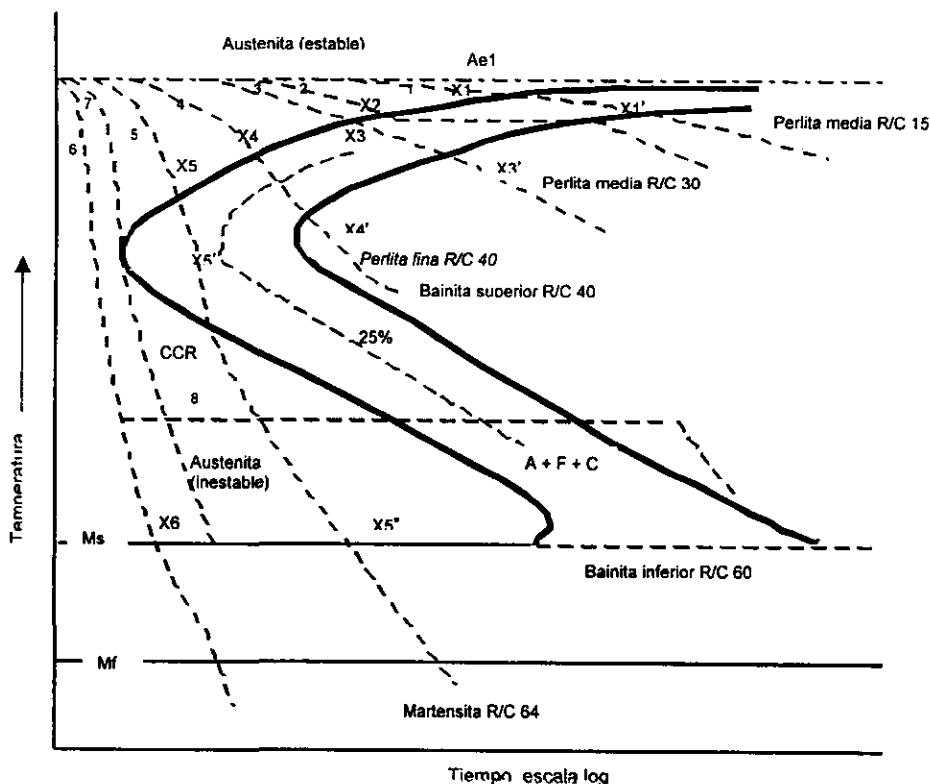 Austenita (estable)
Ae1
7
6
5
4
3
2
1
X1
X2
X1'
Perlita media R/C 15
X3
X4
X5
X3'
Perlita media R/C 30
X4'
X5'
Perlita fina R/C 40
Bainita superior R/C 40
25%
CCR
8
Austenita
(inestable)
A + F + C
Temperatura
X6
X5"
Ms
Bainita inferior R/C 60
Mf
Martensita R/C 64
Tiempo escala log